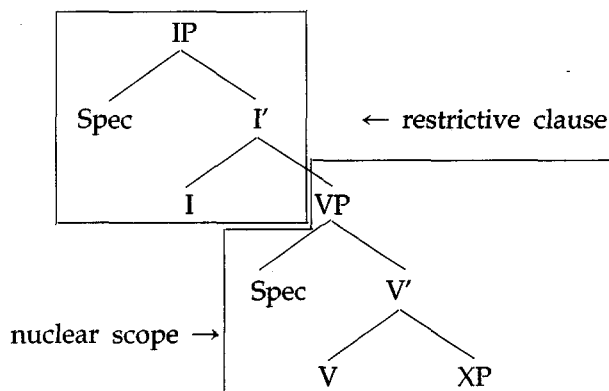 IP
Spec I′ ← restrictive clause
I VP
Spec V′
nuclear scope →
V XP